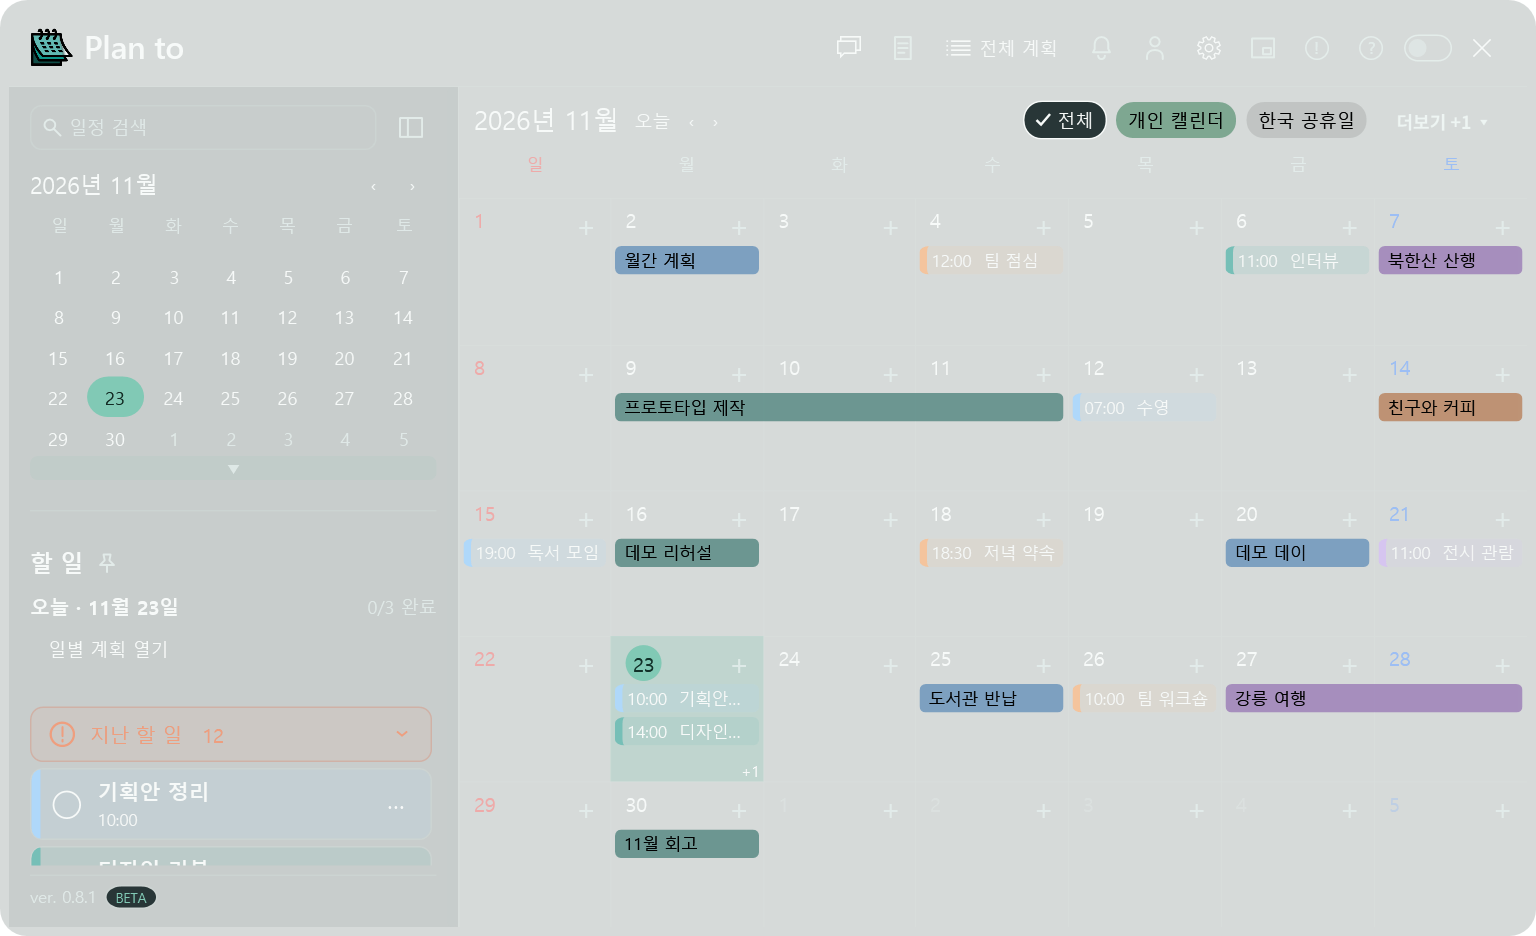 Plan to
전체 계획
일정 검색
2026년 11월
일 월 화 수 목 금 토
1 2 3 4 5 6 7
8 9 10 11 12 13 14
15 16 17 18 19 20 21
22 23 24 25 26 27 28
29 30 1 2 3 4 5
할 일
오늘 · 11월 23일
0/3 완료
일별 계획 열기
지난 할 일 12
기획안 정리
10:00
ver. 0.8.1 BETA
2026년 11월 오늘
전체 개인 캘린더 한국 공휴일 더보기 +1
일 월 화 수 목 금 토
1 2 3 4 5 6 7
월간 계획
12:00 팀 점심
11:00 인터뷰
북한산 산행
8 9 10 11 12 13 14
프로토타입 제작
07:00 수영
친구와 커피
15 16 17 18 19 20 21
19:00 독서 모임
데모 리허설
18:30 저녁 약속
데모 데이
11:00 전시 관람
22 23 24 25 26 27 28
10:00 기획안...
14:00 디자인...
+1
도서관 반납
10:00 팀 워크숍
강릉 여행
29 30 1 2 3 4 5
11월 회고